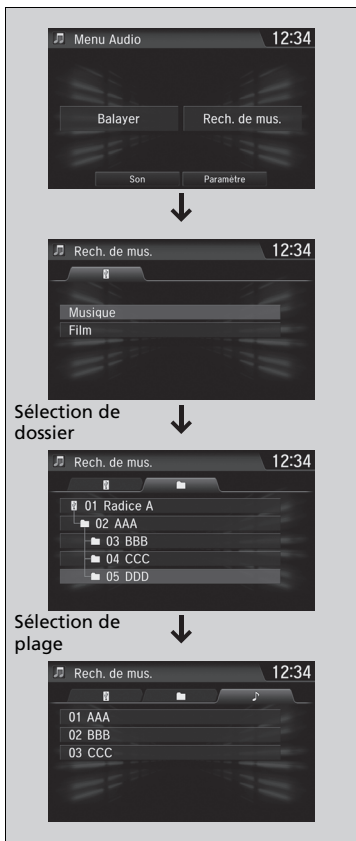 Menu Audio 12:34
Balayer Rech. de mus.
Son Paramètre
Rech. de mus. 12:34
Musique
Film
Sélection de
dossier
Rech. de mus. 12:34
01 Radice A
02 AAA
03 BBB
04 CCC
05 DDD
Sélection de
plage
Rech. de mus. 12:34
01 AAA
02 BBB
03 CCC